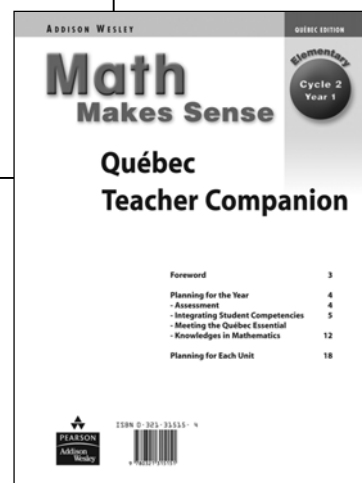 ADDISON WESLEY
QUÉBEC EDITION
Elementary
Cycle 2
Year 1
Math
Makes Sense
Québec
Teacher Companion
Foreword 3
Planning for the Year 4
- Assessment 4
- Integrating Student Competencies 5
- Meeting the Québec Essential
- Knowledges in Mathematics 12
Planning for Each Unit 18
ISBN 0-321-31515-4
PEARSON
Addison
Wesley